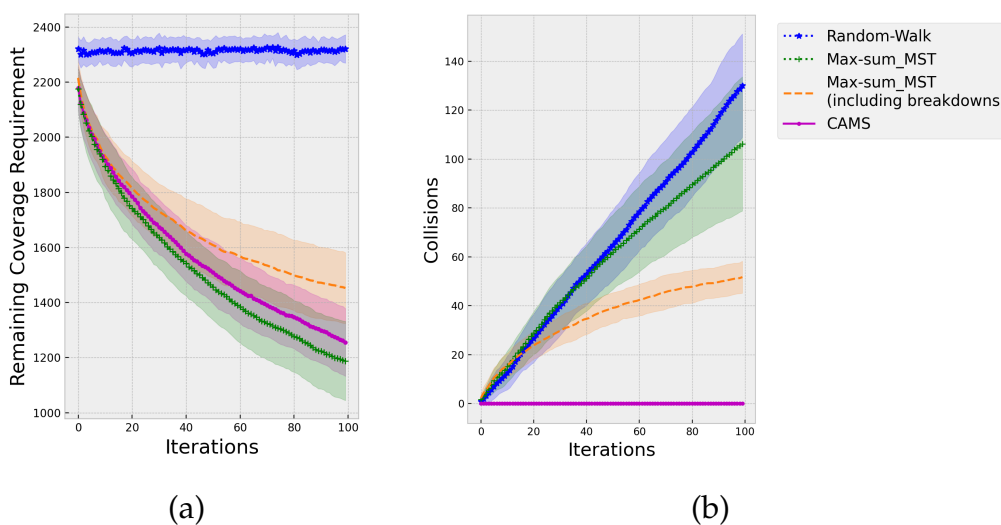 2400
2200
2000
1800
1600
1400
1200
1000
Remaining Coverage Requirement
0 20 40 60 80 100
Iterations
(a)
140
120
100
80
60
40
20
0
Collisions
0 20 40 60 80 100
Iterations
(b)
Random-Walk
Max-sum_MST
Max-sum_MST
(including breakdowns
CAMS